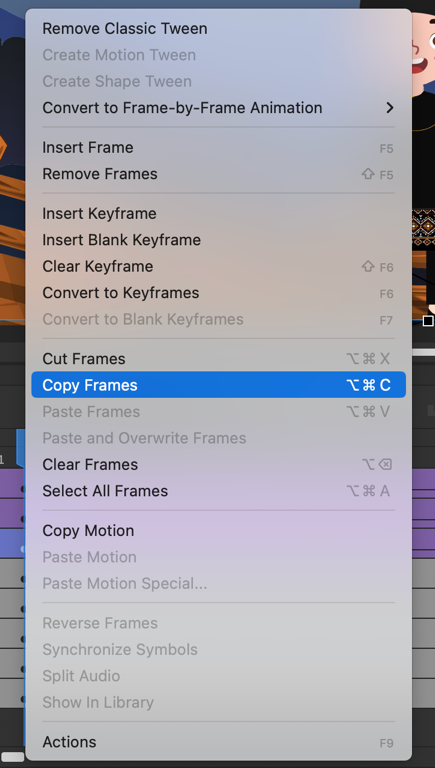 Remove Classic Tween
Create Motion Tween
Create Shape Tween
Convert to Frame-by-Frame Animation
Insert Frame F5
Remove Frames ⇧ F5
Insert Keyframe
Insert Blank Keyframe
Clear Keyframe ⇧ F6
Convert to Keyframes F6
Convert to Blank Keyframes F7
Cut Frames ⌥⌘X
Copy Frames ⌥⌘C
Paste Frames ⌥⌘V
Paste and Overwrite Frames
Clear Frames ⌥⌫
Select All Frames ⌥⌘A
Copy Motion
Paste Motion
Paste Motion Special...
Reverse Frames
Synchronize Symbols
Split Audio
Show In Library
Actions F9
1